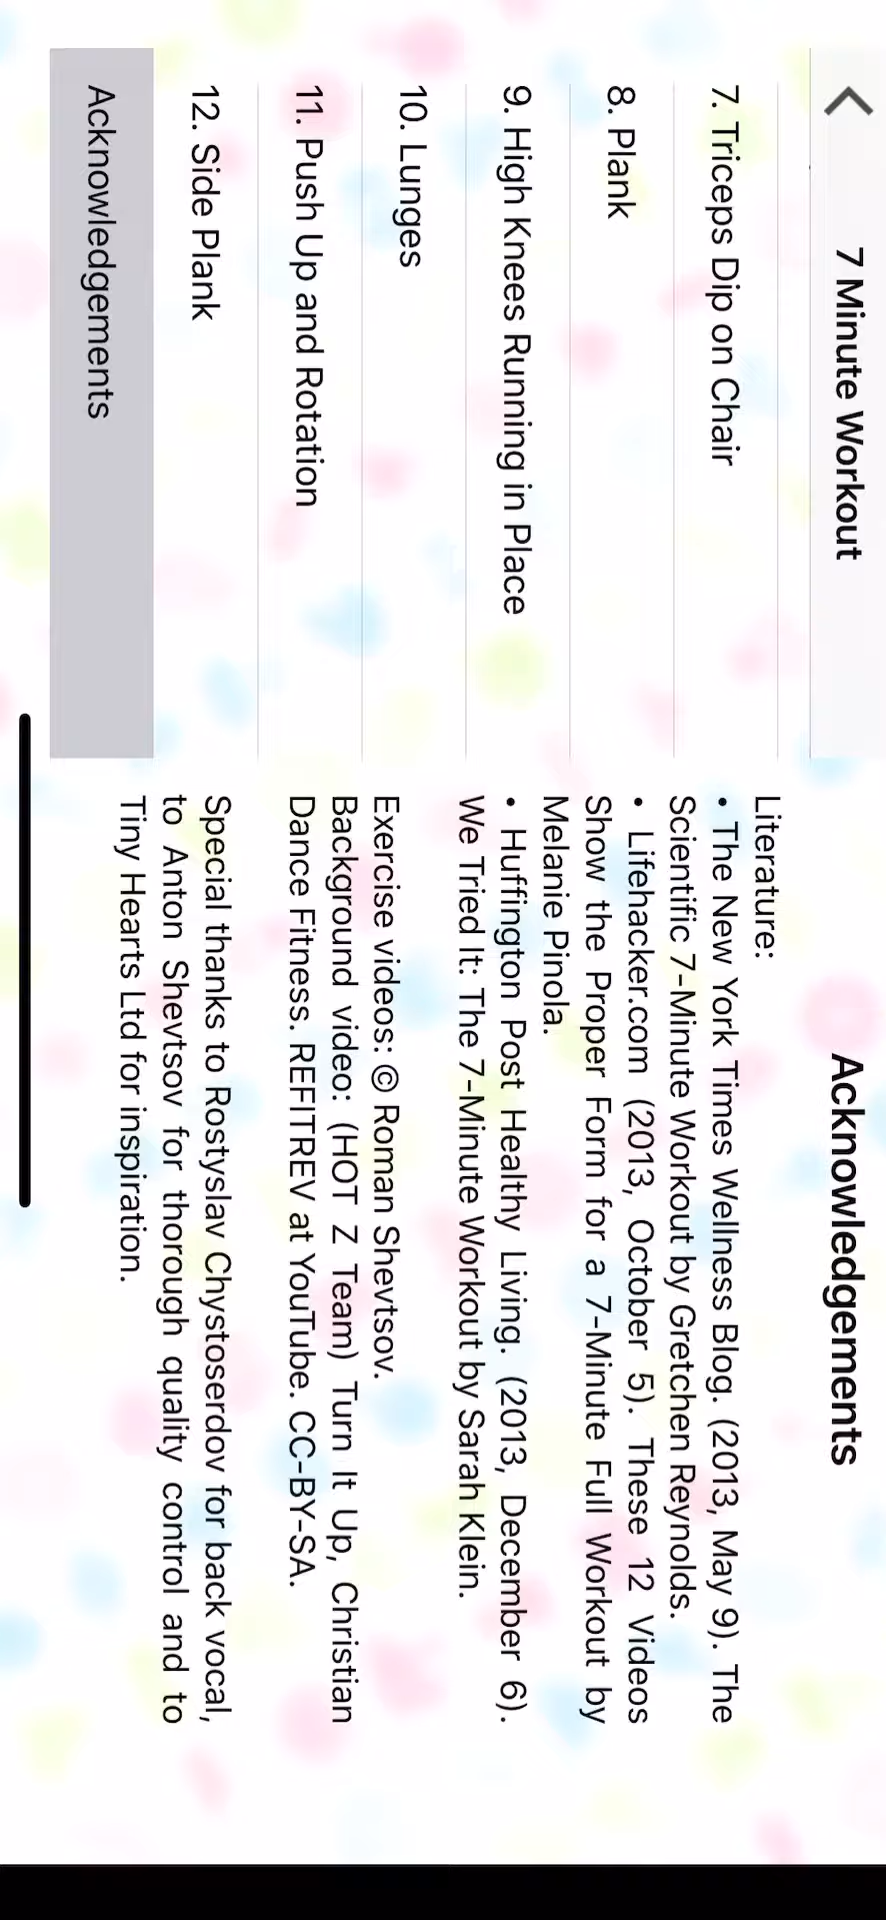 7 Minute Workout
7. Triceps Dip on Chair
8. Plank
9. High Knees Running in Place
10. Lunges
11. Push Up and Rotation
12. Side Plank
Acknowledgements
Acknowledgements
Literature:
• The New York Times Wellness Blog. (2013, May 9). The
Scientific 7-Minute Workout by Gretchen Reynolds.
• Lifehacker.com (2013, October 5). These 12 Videos
Show the Proper Form for a 7-Minute Full Workout by
Melanie Pinola.
• Huffington Post Healthy Living. (2013, December 6).
We Tried It: The 7-Minute Workout by Sarah Klein.
Exercise videos: © Roman Shevtsov.
Background video: (HOT Z Team) Turn It Up, Christian
Dance Fitness. REFITREV at YouTube. CC-BY-SA.
Special thanks to Rostyslav Chystoserdov for back vocal,
to Anton Shevtsov for thorough quality control and to
Tiny Hearts Ltd for inspiration.